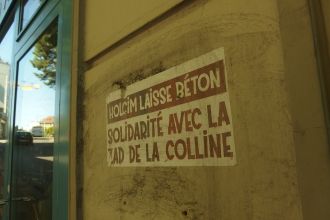 HOLCIM LAISSE BÉTON
SOLIDARITÉ AVEC LA
ZAD DE LA COLLINE